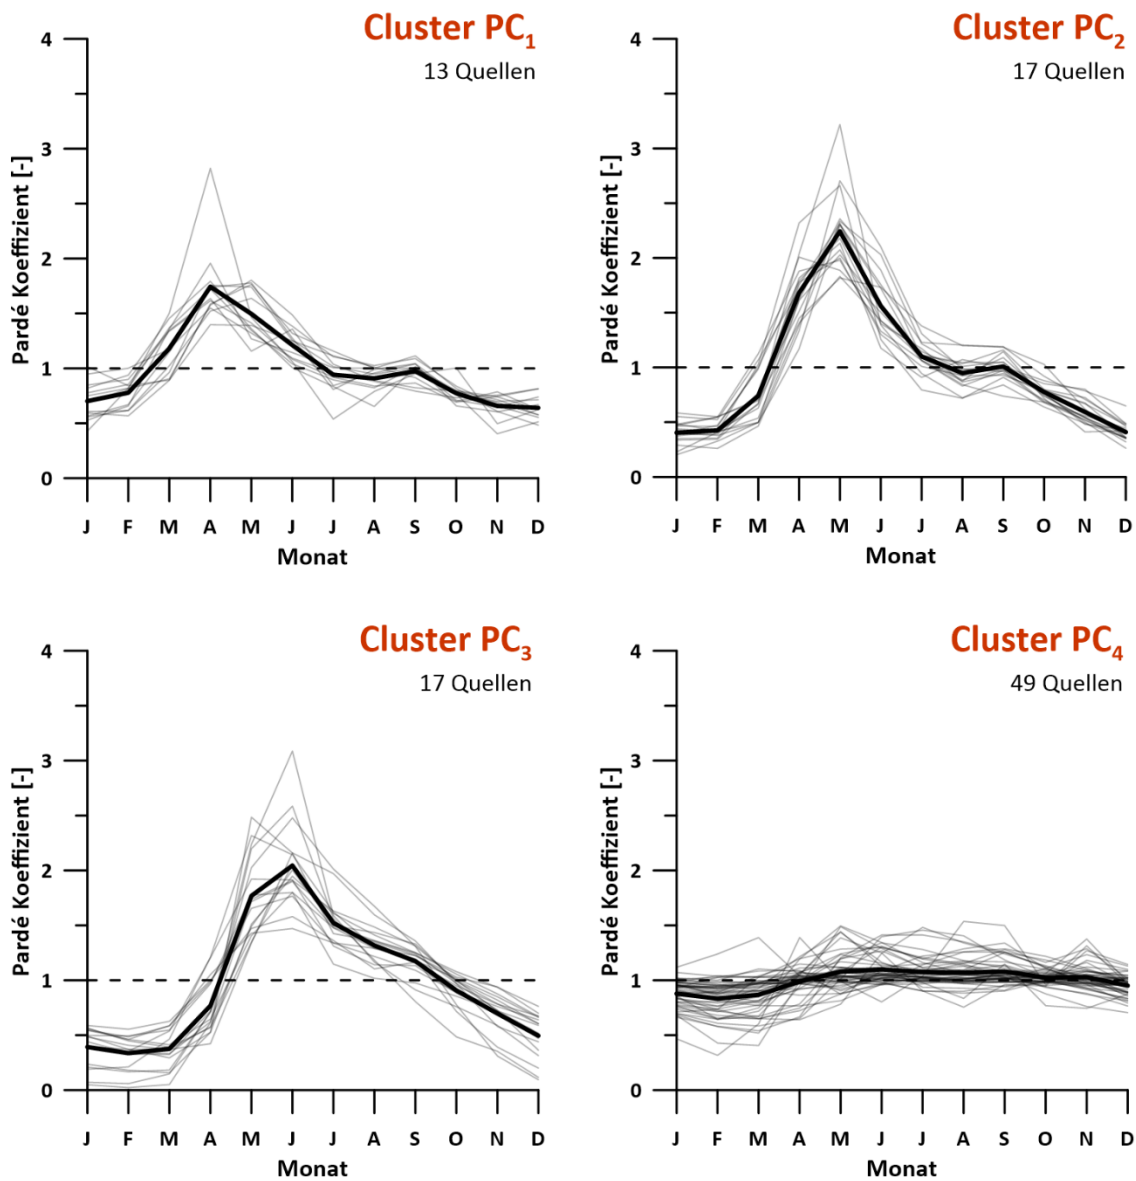 Cluster PC1
13 Quellen
4
3
2
1
0
Pardé Koeffizient [-]
J F M A M J J A S O N D
Monat
Cluster PC2
17 Quellen
4
3
2
1
0
Pardé Koeffizient [-]
J F M A M J J A S O N D
Monat
Cluster PC3
17 Quellen
4
3
2
1
0
Pardé Koeffizient [-]
J F M A M J J A S O N D
Monat
Cluster PC4
49 Quellen
4
3
2
1
0
Pardé Koeffizient [-]
J F M A M J J A S O N D
Monat